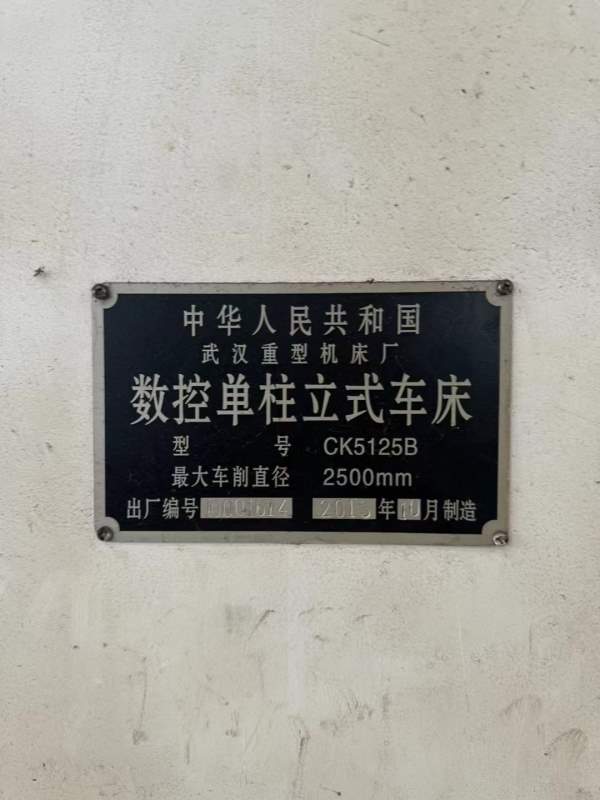 中华人民共和国
武汉重型机床厂
数控单柱立式车床
型 号 CK5125B
最大车削直径 2500mm
出厂编号 年10月制造